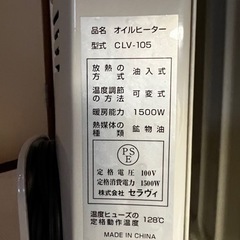 品名 オイルヒーター
型式 CLV-105
放熱の方式 油入式
温度調節の方法 可変式
暖房能力 1500W
熱媒体の種類 鉱物油
PSE
定格電圧 100V
定格消費電力 1500W
株式会社 セラヴィ
温度ヒューズの定格動作温度 128℃
MADE IN CHINA